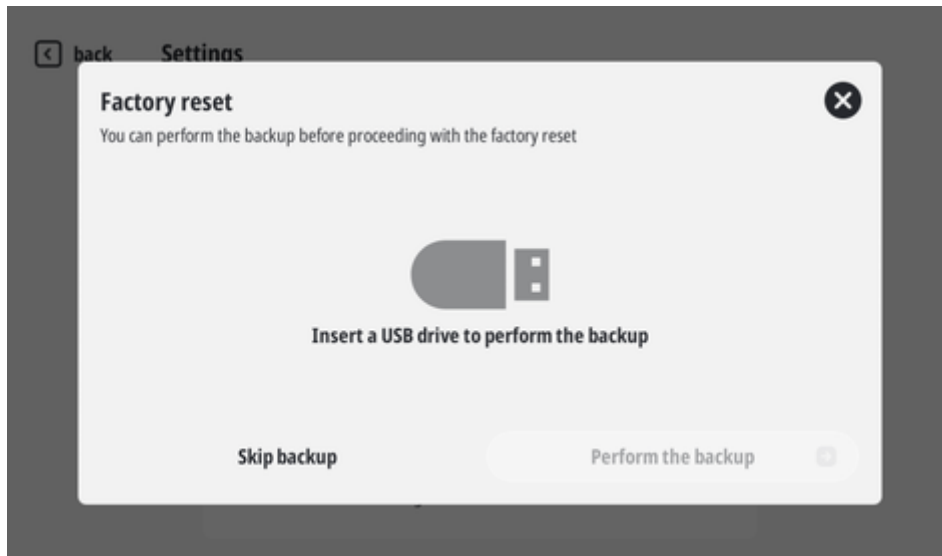 back Settings
Factory reset
You can perform the backup before proceeding with the factory reset
Insert a USB drive to perform the backup
Skip backup Perform the backup